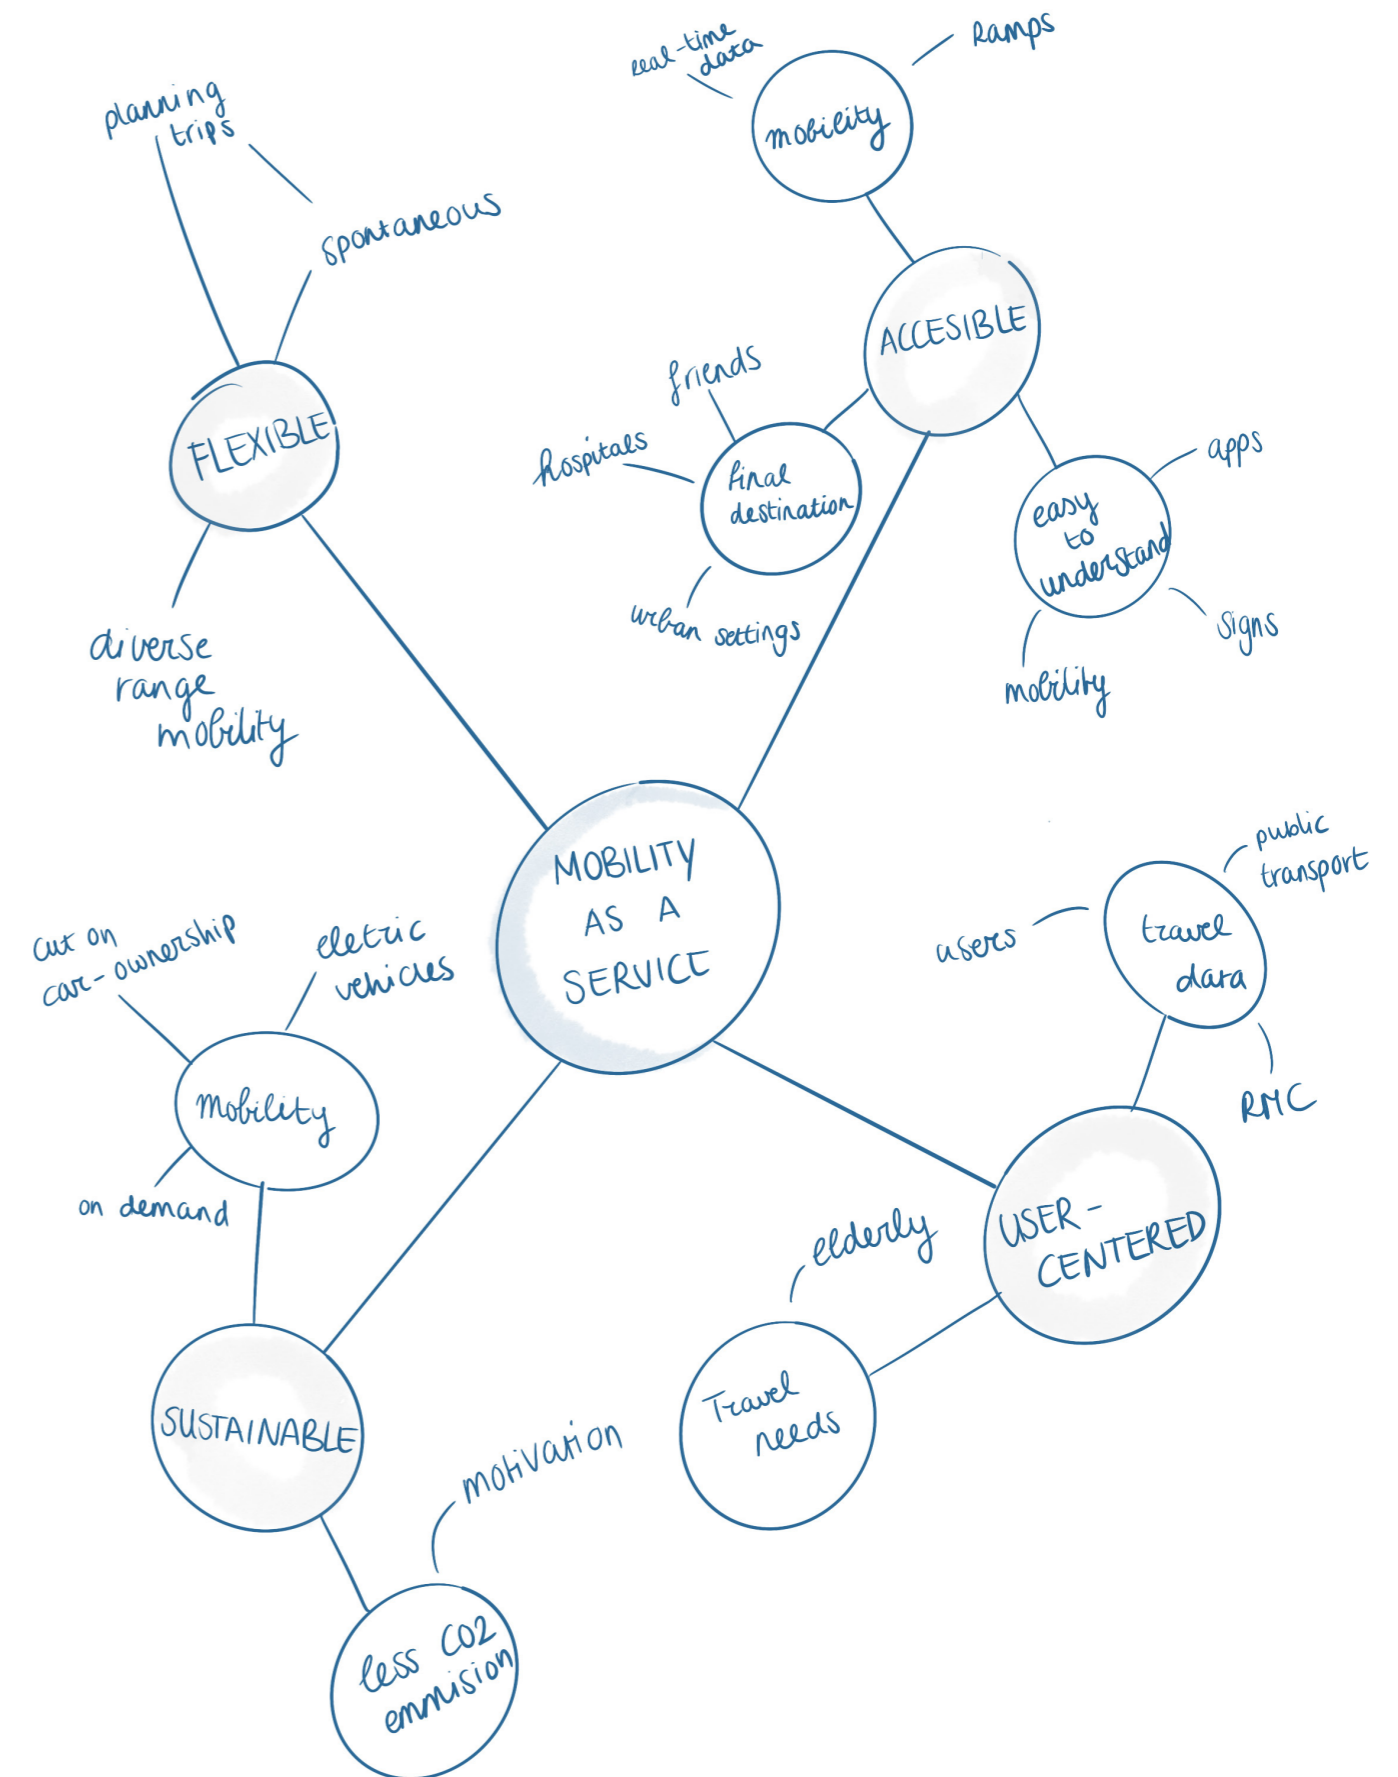 planning
trips
spontaneous
FLEXIBLE
diverse
range
mobility
real-time
data
Ramps
mobility
ACCESIBLE
friends
hospitals
final
destination
urban settings
easy
to
understand
apps
signs
mobility
MOBILITY
AS A
SERVICE
cut on
car-ownership
eletric
vehicles
mobility
on demand
SUSTAINABLE
motivation
less CO2
emmision
public
transport
users
travel
data
RMC
USER-
CENTERED
elderly
Travel
needs